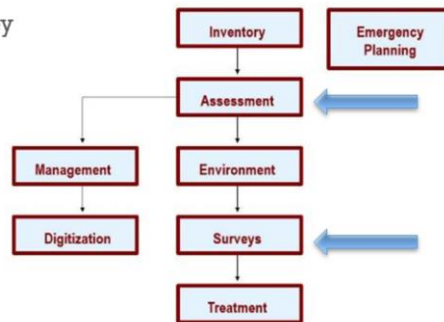 y
Inventory
Emergency
Planning
Assessment
Management
Environment
Digitization
Surveys
Treatment